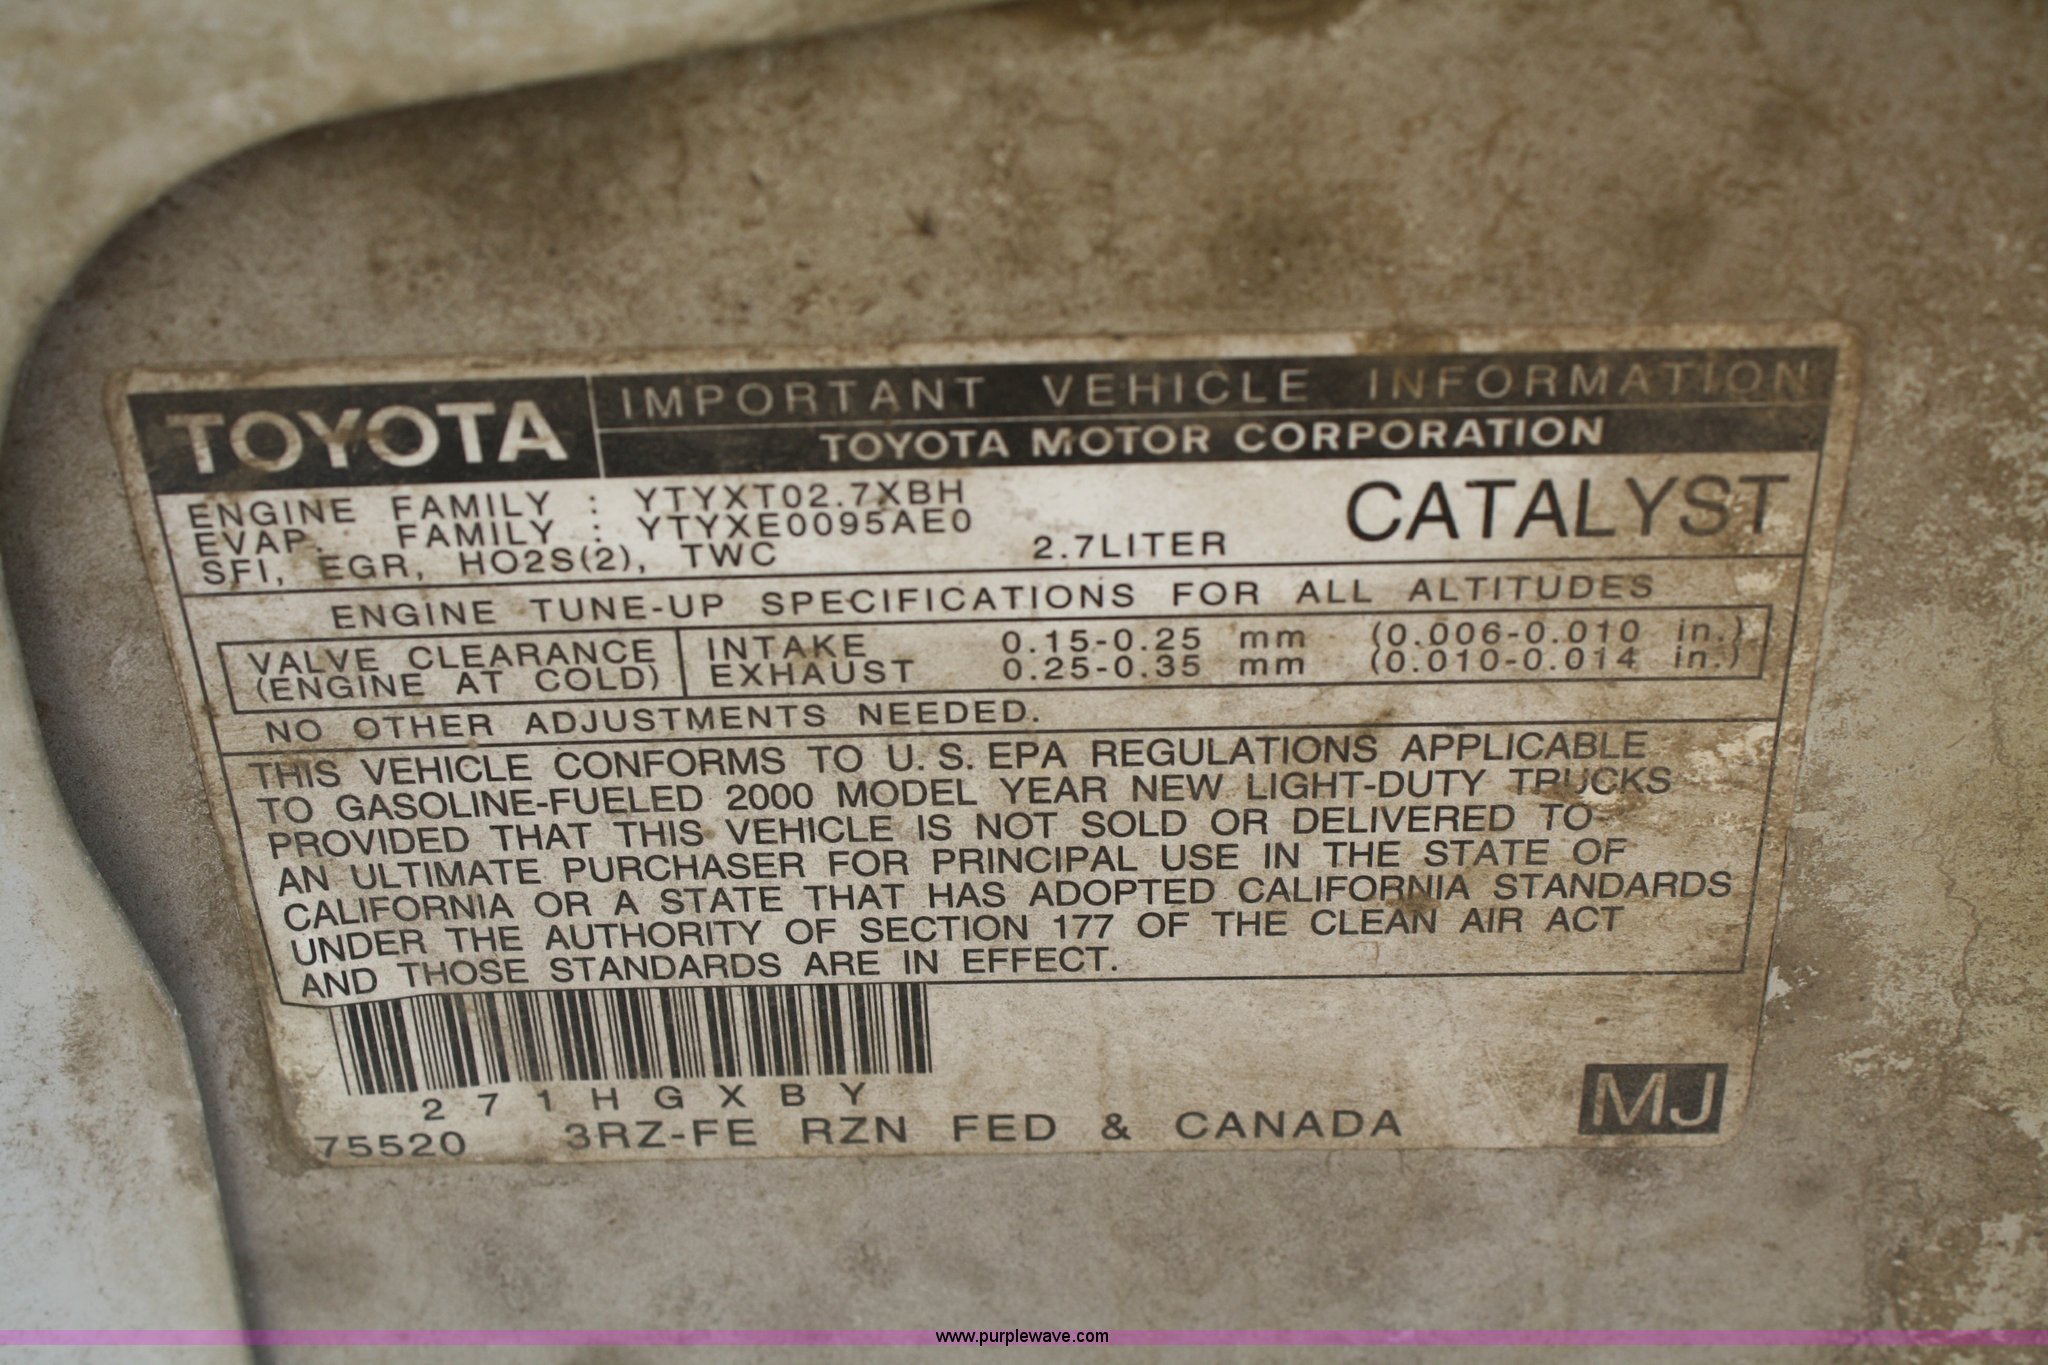 TOYOTA
IMPORTANT VEHICLE INFORMATION
TOYOTA MOTOR CORPORATION
ENGINE FAMILY : YTYXT02.7XBH
EVAP. FAMILY : YTYXE0095AE0
SFI, EGR, HO2S(2), TWC
2.7LITER
CATALYST
ENGINE TUNE-UP SPECIFICATIONS FOR ALL ALTITUDES
VALVE CLEARANCE
(ENGINE AT COLD)
INTAKE 0.15-0.25 mm (0.006-0.010 in.)
EXHAUST 0.25-0.35 mm (0.010-0.014 in.)
NO OTHER ADJUSTMENTS NEEDED.
THIS VEHICLE CONFORMS TO U.S. EPA REGULATIONS APPLICABLE
TO GASOLINE-FUELED 2000 MODEL YEAR NEW LIGHT-DUTY TRUCKS
PROVIDED THAT THIS VEHICLE IS NOT SOLD OR DELIVERED TO
AN ULTIMATE PURCHASER FOR PRINCIPAL USE IN THE STATE OF
CALIFORNIA OR A STATE THAT HAS ADOPTED CALIFORNIA STANDARDS
UNDER THE AUTHORITY OF SECTION 177 OF THE CLEAN AIR ACT
AND THOSE STANDARDS ARE IN EFFECT.
271HGXBY
75520 3RZ-FE RZN FED & CANADA
MJ
www.purplewave.com